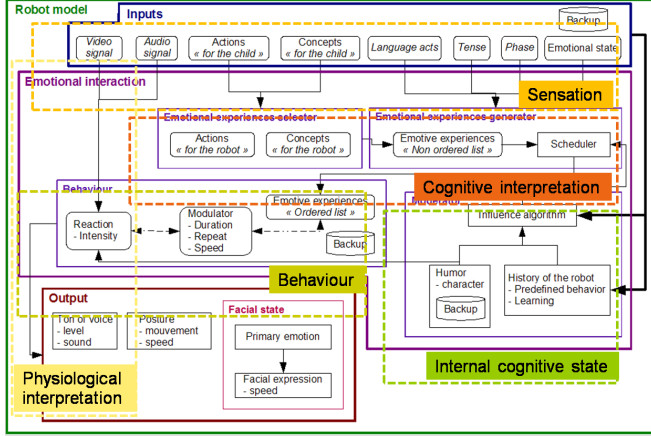 Robot model
Inputs
Backup
Video
signal
Audio
signal
Actions
« for the child »
Concepts
« for the child »
Language acts
Tense
Phase
Emotional state
Emotional interaction
Sensation
Emotional experiences selector
Emotional experiences generator
Actions
« for the robot »
Concepts
« for the robot »
Emotive experiences
« Non ordered list »
Scheduler
Cognitive interpretation
Behaviour
Emotive experiences
« Ordered list »
Moderator
Influence algorithm
Reaction
- Intensity
Modulator
- Duration
- Repeat
- Speed
Backup
Behaviour
Humor
- character
Backup
History of the robot
- Predefined behavior
- Learning
Output
Ton of voice
- level
- sound
Posture
- mouvement
- speed
Facial state
Primary emotion
Facial expression
- speed
Physiological
interpretation
Internal cognitive state